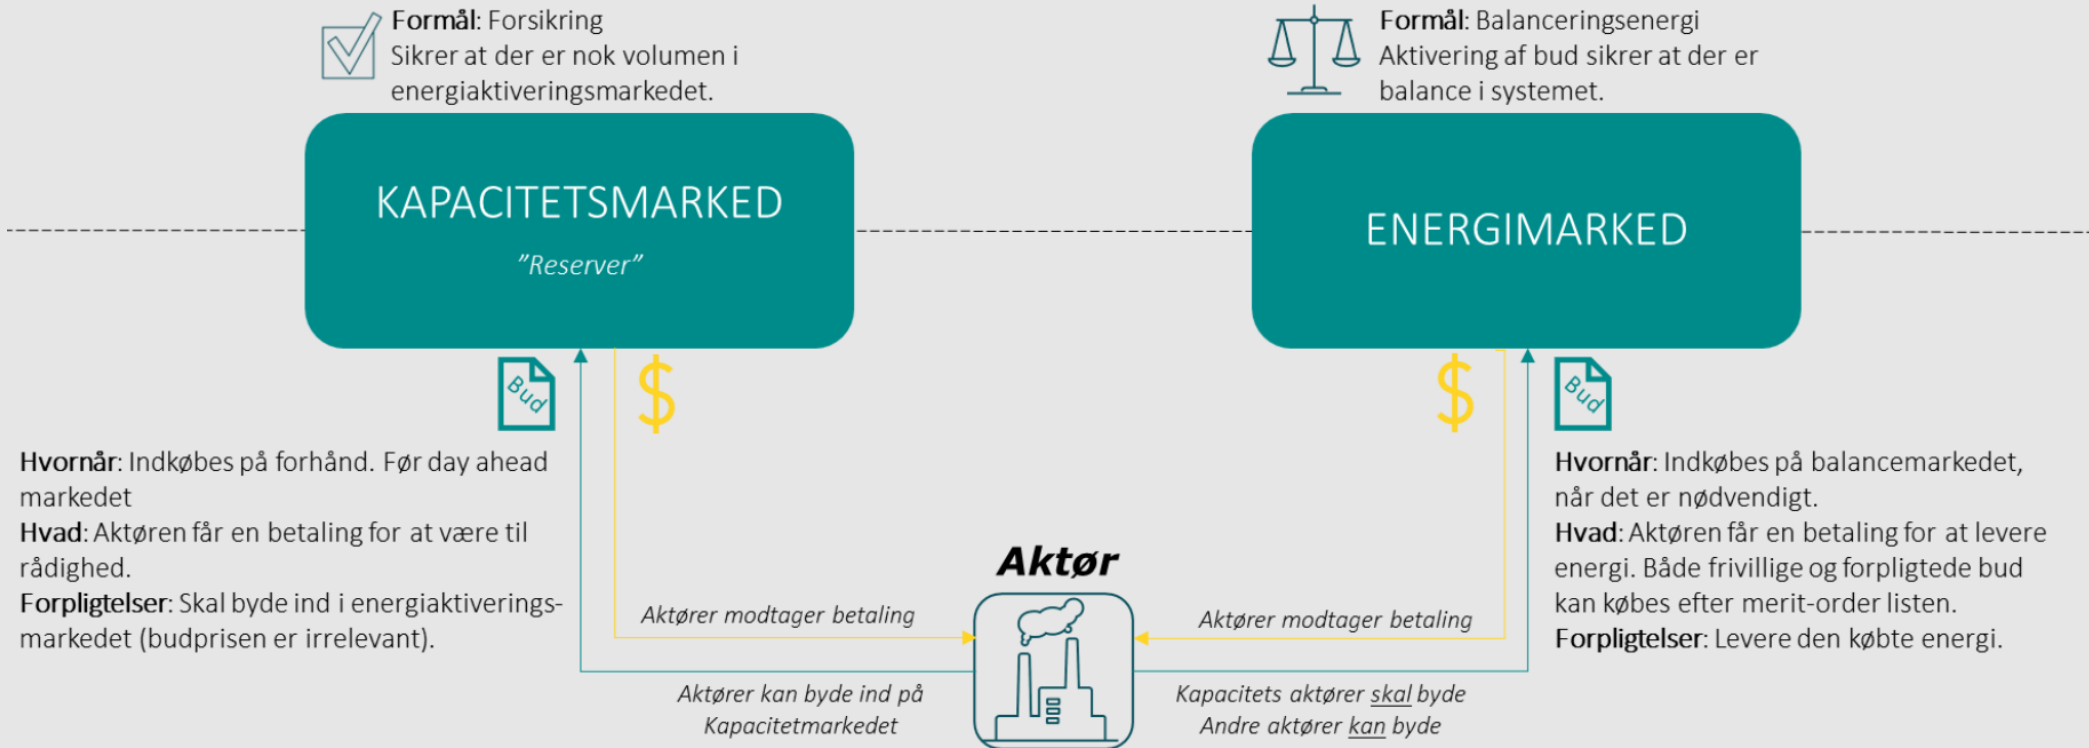 Formål: Forsikring
Sikrer at der er nok volumen i
energiaktiveringsmarkedet.
Formål: Balanceringsenergi
Aktivering af bud sikrer at der er
balance i systemet.
KAPACITETSMARKED
"Reserver"
ENERGIMARKED
Bud
$
$
Bud
Hvornår: Indkøbes på forhånd. Før day ahead
markedet
Hvad: Aktøren får en betaling for at være til
rådighed.
Forpligtelser: Skal byde ind i energiaktiverings-
markedet (budprisen er irrelevant).
Hvornår: Indkøbes på balancemarkedet,
når det er nødvendigt.
Hvad: Aktøren får en betaling for at levere
energi. Både frivillige og forpligtede bud
kan købes efter merit-order listen.
Forpligtelser: Levere den købte energi.
Aktør
Aktører modtager betaling
Aktører modtager betaling
Aktører kan byde ind på
Kapacitetmarkedet
Kapacitets aktører skal byde
Andre aktører kan byde